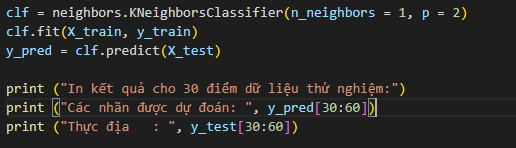 clf = neighbors.KNeighborsClassifier(n_neighbors = 1, p = 2)
clf.fit(X_train, y_train)
y_pred = clf.predict(X_test)
print ("In kết quả cho 30 điểm dữ liệu thử nghiệm:")
print ("Các nhãn được dự đoán: ", y_pred[30:60])
print ("Thực địa   : ", y_test[30:60])